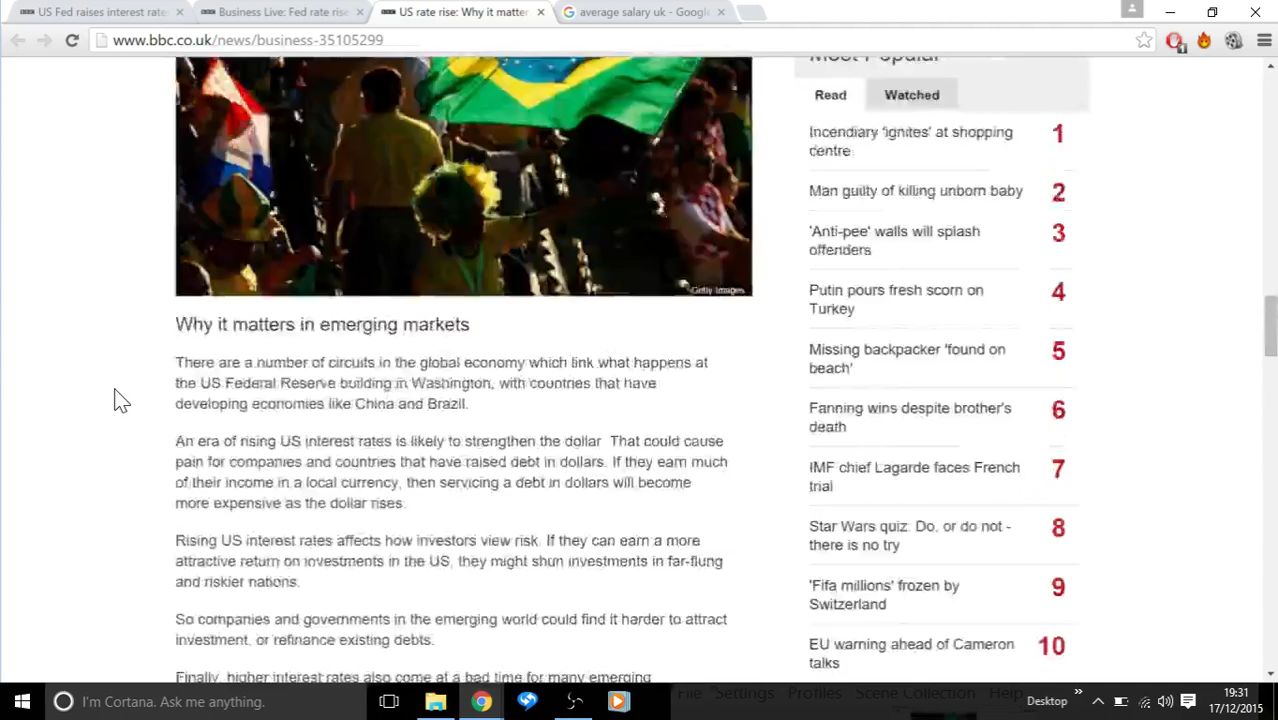 US Fed raises interest rate
Business Live: Fed rate rise
US rate rise: Why it matter
average salary uk - Google
www.bbc.co.uk/news/business-35105299
Most Popular
Read
Watched
Incendiary 'ignites' at shopping
centre
1
Man guilty of killing unborn baby
2
'Anti-pee' walls will splash
offenders
3
Putin pours fresh scorn on
Turkey
4
Missing backpacker 'found on
beach'
5
Fanning wins despite brother's
death
6
IMF chief Lagarde faces French
trial
7
Star Wars quiz: Do, or do not -
there is no try
8
'Fifa millions' frozen by
Switzerland
9
EU warning ahead of Cameron
talks
10
Getty Images
Why it matters in emerging markets
There are a number of circuits in the global economy which link what happens at
the US Federal Reserve building in Washington, with countries that have
developing economies like China and Brazil.
An era of rising US interest rates is likely to strengthen the dollar. That could cause
pain for companies and countries that have raised debt in dollars. If they earn much
of their income in a local currency, then servicing a debt in dollars will become
more expensive as the dollar rises.
Rising US interest rates affects how investors view risk. If they can earn a more
attractive return on investments in the US, they might shun investments in far-flung
and riskier nations.
So companies and governments in the emerging world could find it harder to attract
investment, or refinance existing debts.
Finally, higher interest rates also come at a bad time for many emerging
I'm Cortana. Ask me anything.
File Settings Profiles Scene Collection Help
Desktop
19:31
17/12/2015